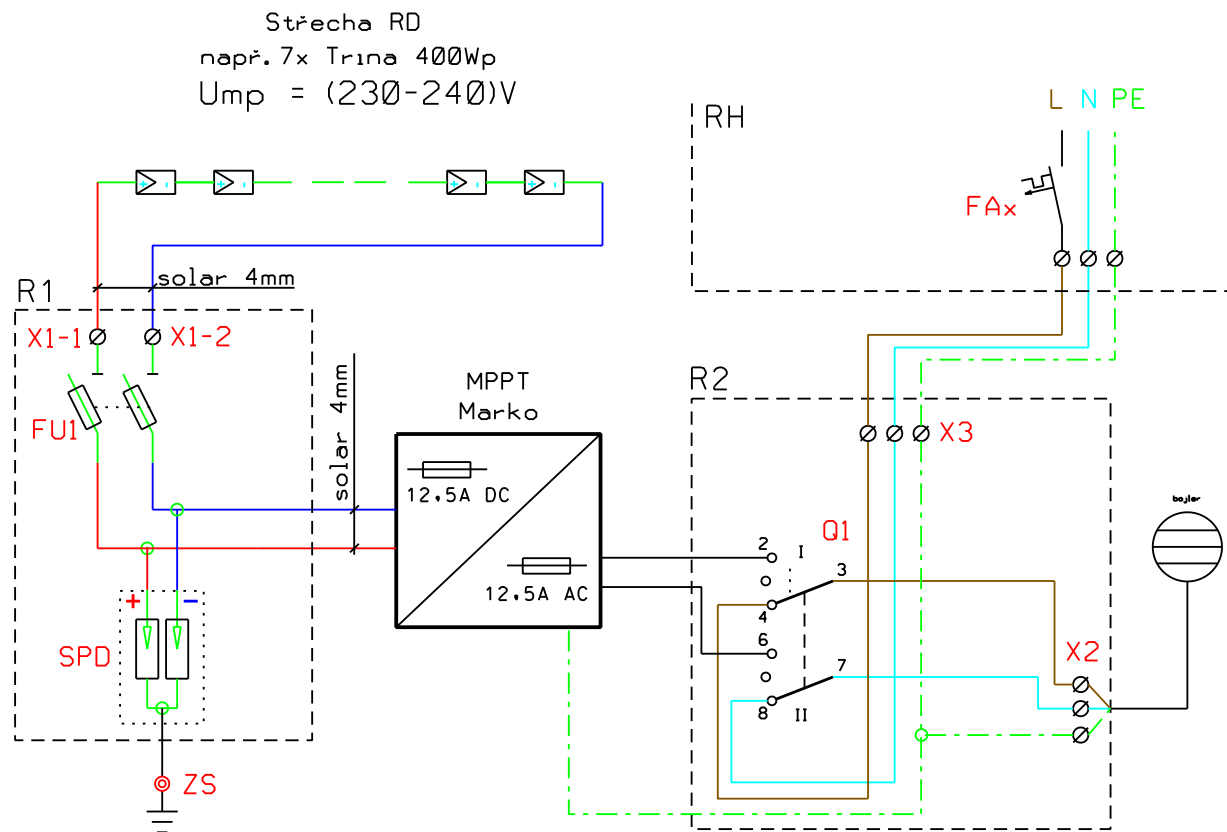 Střecha RD
např. 7x Trina 400Wp
Ump = (230-240)V
RH
L N PE
FAx
solar 4mm
R1
X1-1
X1-2
FU1
solar 4mm
MPPT
Marko
12,5A DC
12,5A AC
R2
X3
bojler
Q1
2
I
3
4
6
7
8
II
X2
+
-
SPD
ZS